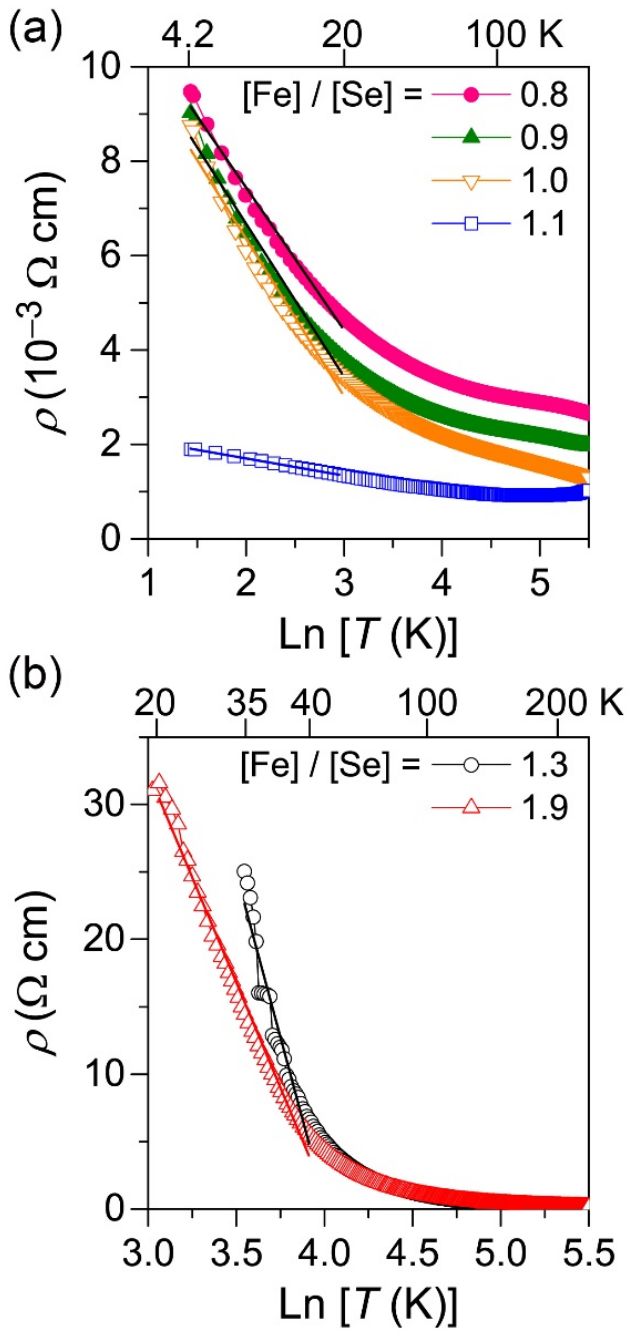 (a)
4.2 20 100 K
10
8
6
4
2
0
ρ (10⁻³ Ω cm)
[Fe] / [Se] = 0.8
0.9
1.0
1.1
1 2 3 4 5
Ln [T (K)]
(b)
20 35 40 100 200 K
30
20
10
0
ρ (Ω cm)
[Fe] / [Se] = 1.3
1.9
3.0 3.5 4.0 4.5 5.0 5.5
Ln [T (K)]